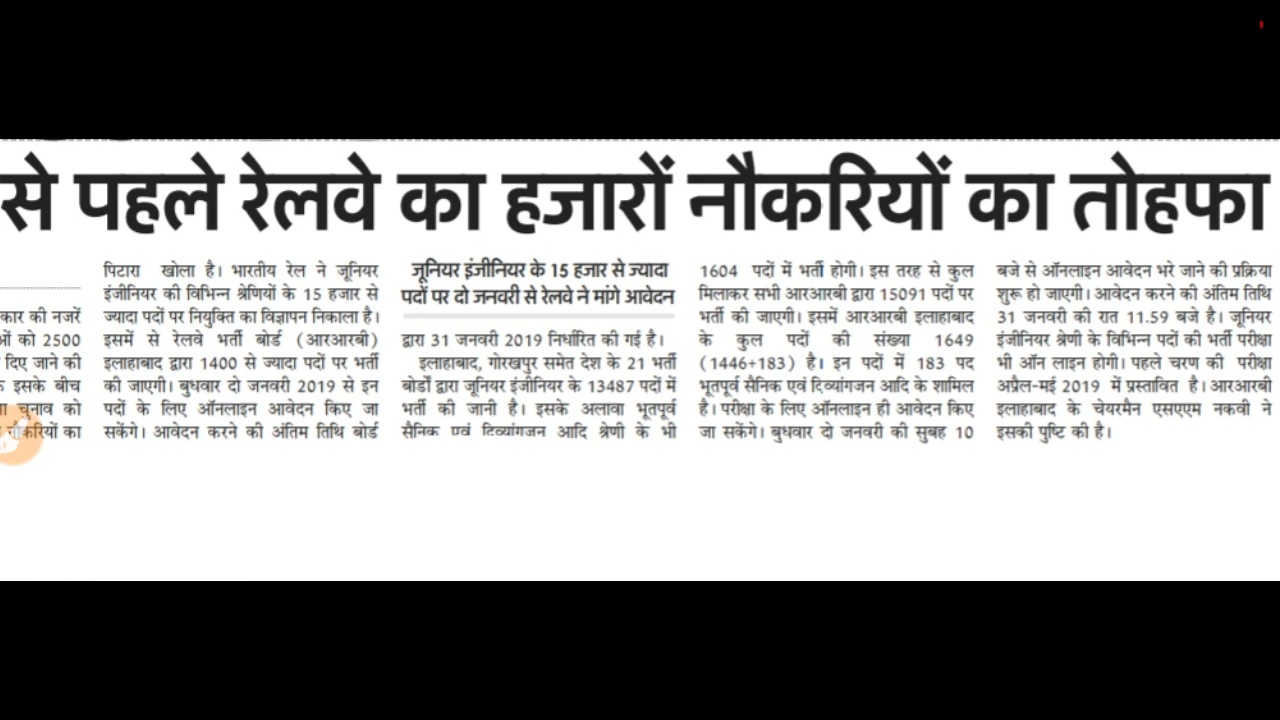 से पहले रेलवे का हजारों नौकरियों का तोहफा
कार की नजरें
ओं को 2500
दिए जाने की
इसके बीच
चुनाव को
नौकरियों का
पिटारा खोला है। भारतीय रेल ने जूनियर
इंजीनियर की विभिन्न श्रेणियों के 15 हजार से
ज्यादा पदों पर नियुक्ति का विज्ञापन निकाला है।
इसमें से रेलवे भर्ती बोर्ड (आरआरबी)
इलाहाबाद द्वारा 1400 से ज्यादा पदों पर भर्ती
की जाएगी। बुधवार दो जनवरी 2019 से इन
पदों के लिए ऑनलाइन आवेदन किए जा
सकेंगे। आवेदन करने की अंतिम तिथि बोर्ड
जूनियर इंजीनियर के 15 हजार से ज्यादा
पदों पर दो जनवरी से रेलवे ने मांगे आवेदन
द्वारा 31 जनवरी 2019 निर्धारित की गई है।
इलाहाबाद, गोरखपुर समेत देश के 21 भर्ती
बोर्डों द्वारा जूनियर इंजीनियर के 13487 पदों में
भर्ती की जानी है। इसके अलावा भूतपूर्व
सैनिक एवं दिव्यांगजन आदि श्रेणी के भी
1604 पदों में भर्ती होगी। इस तरह से कुल
मिलाकर सभी आरआरबी द्वारा 15091 पदों पर
भर्ती की जाएगी। इसमें आरआरबी इलाहाबाद
के कुल पदों की संख्या 1649
(1446+183) है। इन पदों में 183 पद
भूतपूर्व सैनिक एवं दिव्यांगजन आदि के शामिल
है। परीक्षा के लिए ऑनलाइन ही आवेदन किए
जा सकेंगे। बुधवार दो जनवरी की सुबह 10
बजे से ऑनलाइन आवेदन भरे जाने की प्रक्रिया
शुरू हो जाएगी। आवेदन करने की अंतिम तिथि
31 जनवरी की रात 11.59 बजे है। जूनियर
इंजीनियर श्रेणी के विभिन्न पदों की भर्ती परीक्षा
भी ऑन लाइन होगी। पहले चरण की परीक्षा
अप्रैल-मई 2019 में प्रस्तावित है। आरआरबी
इलाहाबाद के चेयरमैन एसएएम नकवी ने
इसकी पुष्टि की है।